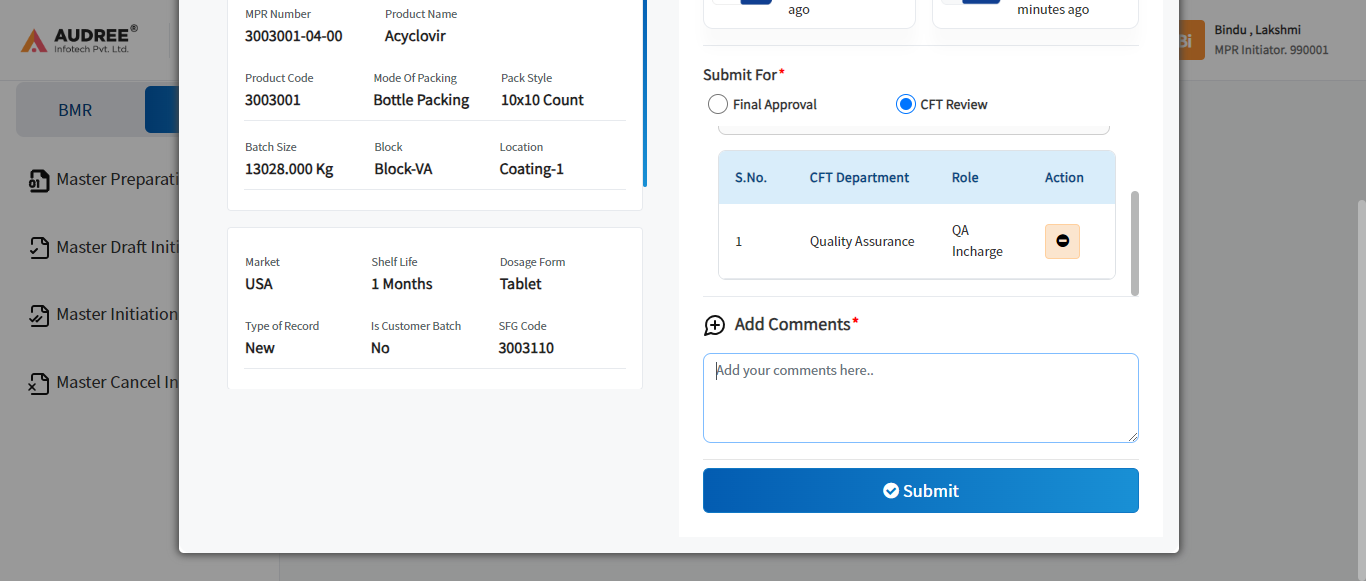 AUDREE®
Infotech Pvt. Ltd.
BMR
Master Preparati
Master Draft Initi
Master Initiation
Master Cancel In
MPR Number
Product Name
3003001-04-00
Acyclovir
Product Code
Mode Of Packing
Pack Style
3003001
Bottle Packing
10x10 Count
Batch Size
Block
Location
13028.000 Kg
Block-VA
Coating-1
Market
Shelf Life
Dosage Form
USA
1 Months
Tablet
Type of Record
Is Customer Batch
SFG Code
New
No
3003110
ago
minutes ago
Submit For*
Final Approval
CFT Review
S.No.
CFT Department
Role
Action
1
Quality Assurance
QA
Incharge
Add Comments*
Add your comments here..
Submit
Bi
Bindu , Lakshmi
MPR Initiator. 990001